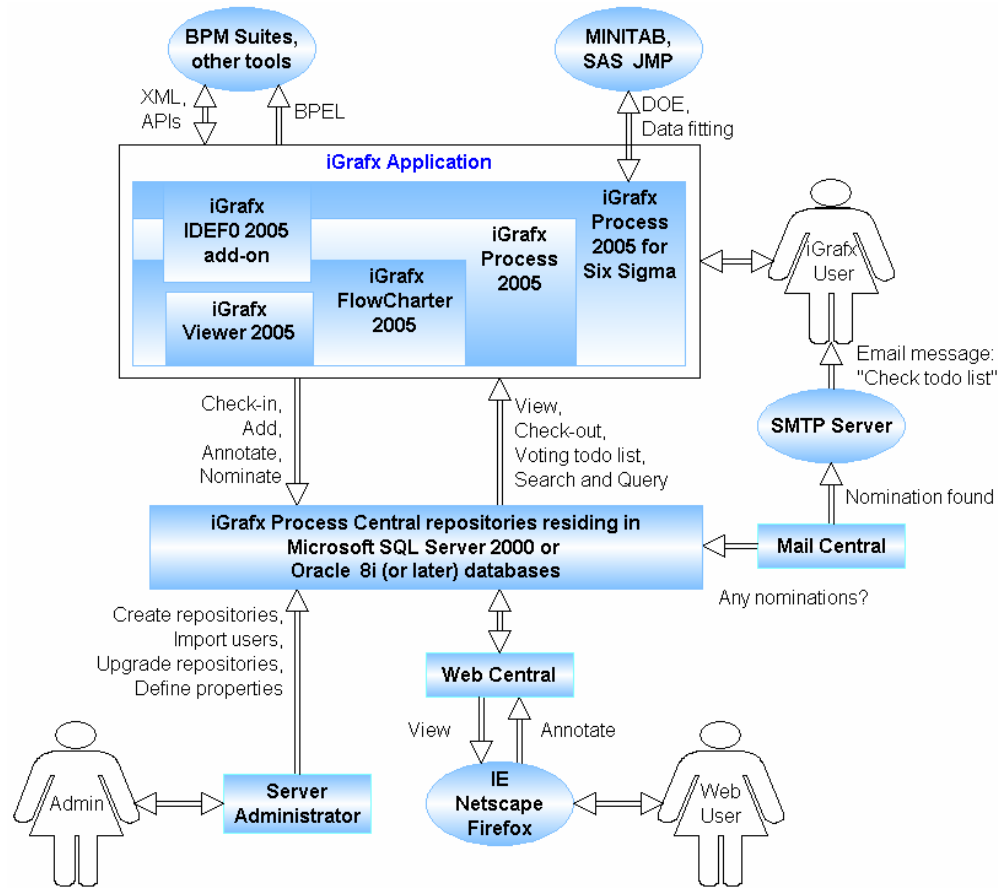 BPM Suites,
other tools
MINITAB,
SAS JMP
XML,
APIs
BPEL
DOE,
Data fitting
iGrafx Application
iGrafx
IDEF0 2005
add-on
iGrafx
Viewer 2005
iGrafx
FlowCharter
2005
iGrafx
Process
2005
iGrafx
Process
2005 for
Six Sigma
iGrafx
User
Email message:
"Check todo list"
SMTP Server
Nomination found
Mail Central
Any nominations?
Check-in,
Add,
Annotate,
Nominate
View,
Check-out,
Voting todo list,
Search and Query
iGrafx Process Central repositories residing in
Microsoft SQL Server 2000 or
Oracle 8i (or later) databases
Create repositories,
Import users,
Upgrade repositories,
Define properties
Web Central
View
Annotate
Admin
Server
Administrator
IE
Netscape
Firefox
Web
User